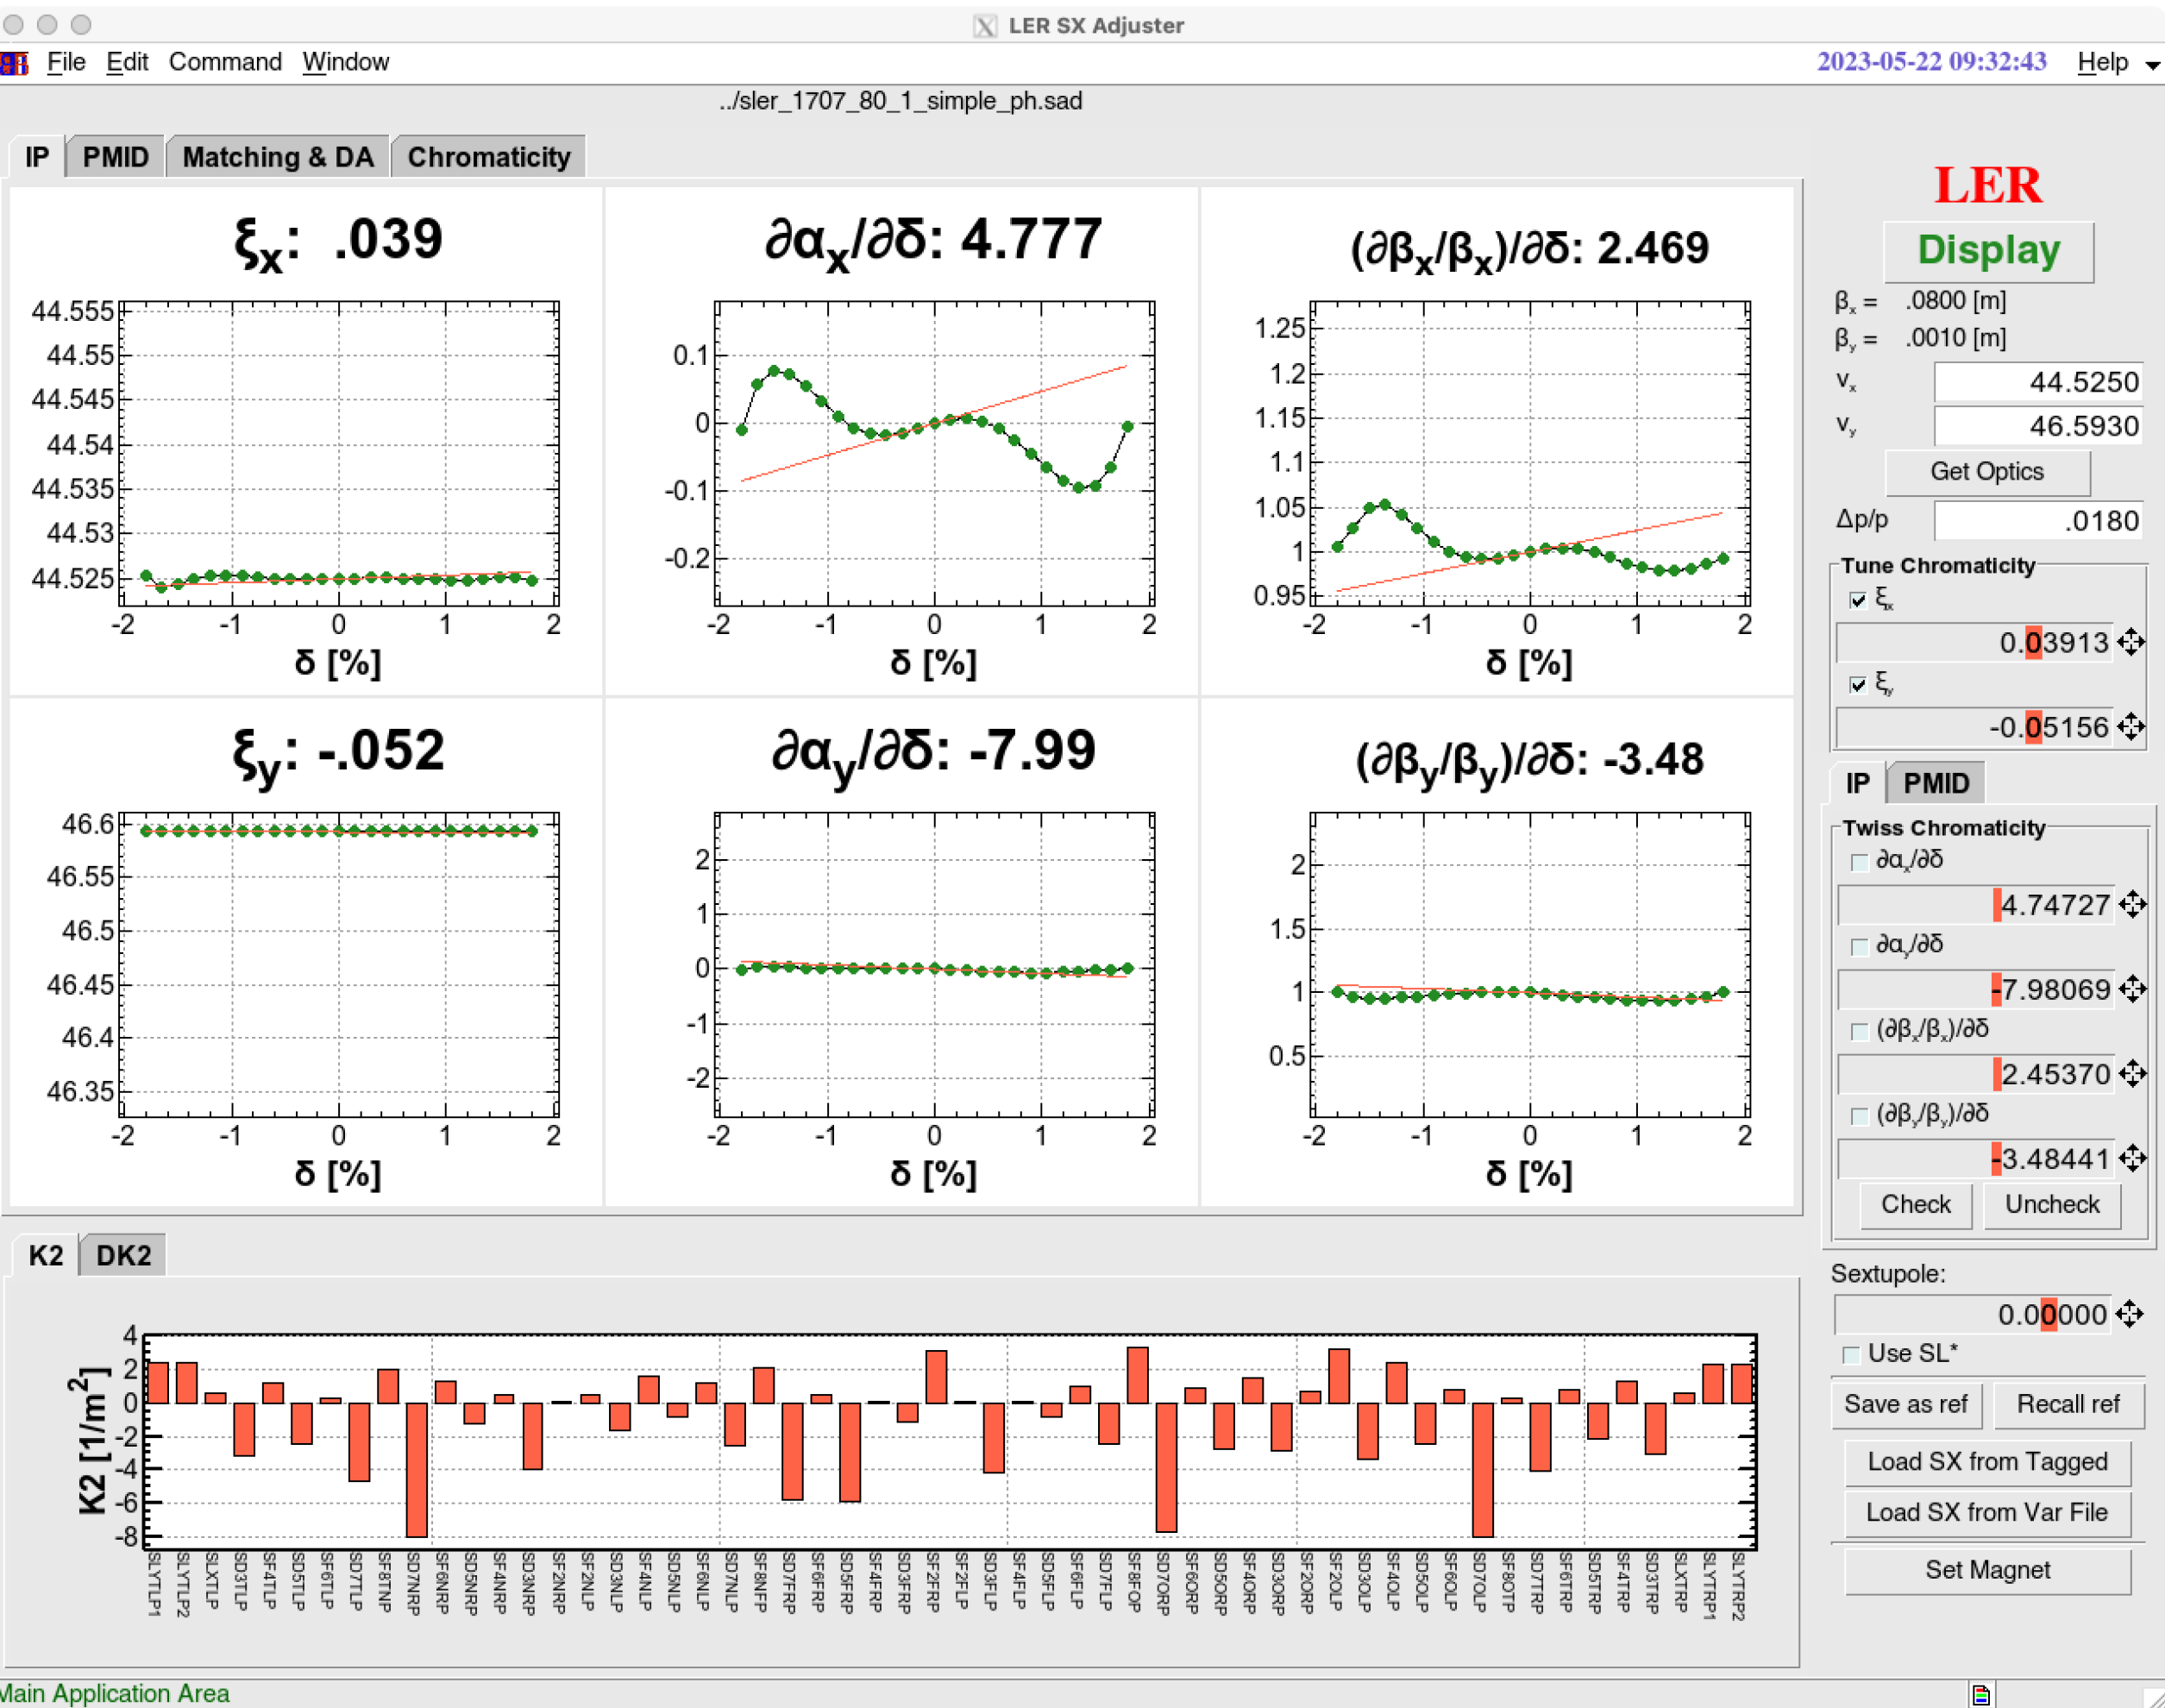 LER SX Adjuster
File Edit Command Window 2023-05-22 09:32:43 Help
../sler_1707_80_1_simple_ph.sad
IP PMID Matching & DA Chromaticity
ξx: .039
44.555
44.55
44.545
44.54
44.535
44.53
44.525
-2 -1 0 1 2
δ [%]
∂αx/∂δ: 4.777
0.1
0
-0.1
-0.2
-2 -1 0 1 2
δ [%]
(∂βx/βx)/∂δ: 2.469
1.25
1.2
1.15
1.1
1.05
1
0.95
-2 -1 0 1 2
δ [%]
ξy: -.052
46.6
46.55
46.5
46.45
46.4
46.35
-2 -1 0 1 2
δ [%]
∂αy/∂δ: -7.99
2
1
0
-1
-2
-2 -1 0 1 2
δ [%]
(∂βy/βy)/∂δ: -3.48
2
1.5
1
0.5
-2 -1 0 1 2
δ [%]
LER
Display
βx = .0800 [m]
βy = .0010 [m]
νx 44.5250
νy 46.5930
Get Optics
Δp/p .0180
Tune Chromaticity
ξx
0.03913
ξy
-0.05156
IP PMID
Twiss Chromaticity
∂αx/∂δ
4.74727
∂αy/∂δ
-7.98069
(∂βx/βx)/∂δ
2.45370
(∂βy/βy)/∂δ
-3.48441
Check Uncheck
Sextupole:
0.00000
Use SL*
Save as ref Recall ref
Load SX from Tagged
Load SX from Var File
Set Magnet
K2 DK2
K2 [1/m2]
4
2
0
-2
-4
-6
-8
SLYTLP1
SLYTLP2
SLXTLP
SD3TLP
SF4TLP
SD5TLP
SF6TLP
SD7TLP
SF8TNP
SD7NRP
SF6NRP
SD5NRP
SF4NRP
SD3NRP
SF2NRP
SF2NLP
SD3NLP
SF4NLP
SD5NLP
SF6NLP
SD7NLP
SF8NFP
SD7FRP
SF6FRP
SD5FRP
SF4FRP
SD3FRP
SF2FRP
SF2FLP
SD3FLP
SF4FLP
SD5FLP
SF6FLP
SD7FLP
SF8FOP
SD7ORP
SF6ORP
SD5ORP
SF4ORP
SD3ORP
SF2ORP
SF2OLP
SD3OLP
SF4OLP
SD5OLP
SF6OLP
SD7OLP
SF8OTP
SD7TRP
SF6TRP
SD5TRP
SF4TRP
SD3TRP
SLXTRP
SLYTRP1
SLYTRP2
Main Application Area